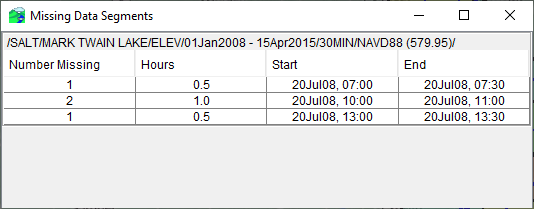 Missing Data Segments
/SALT/MARK TWAIN LAKE/ELEV/01Jan2008 - 15Apr2015/30MIN/NAVD88 (579.95)/
Number Missing Hours Start End
1 0.5 20Jul08, 07:00 20Jul08, 07:30
2 1.0 20Jul08, 10:00 20Jul08, 11:00
1 0.5 20Jul08, 13:00 20Jul08, 13:30